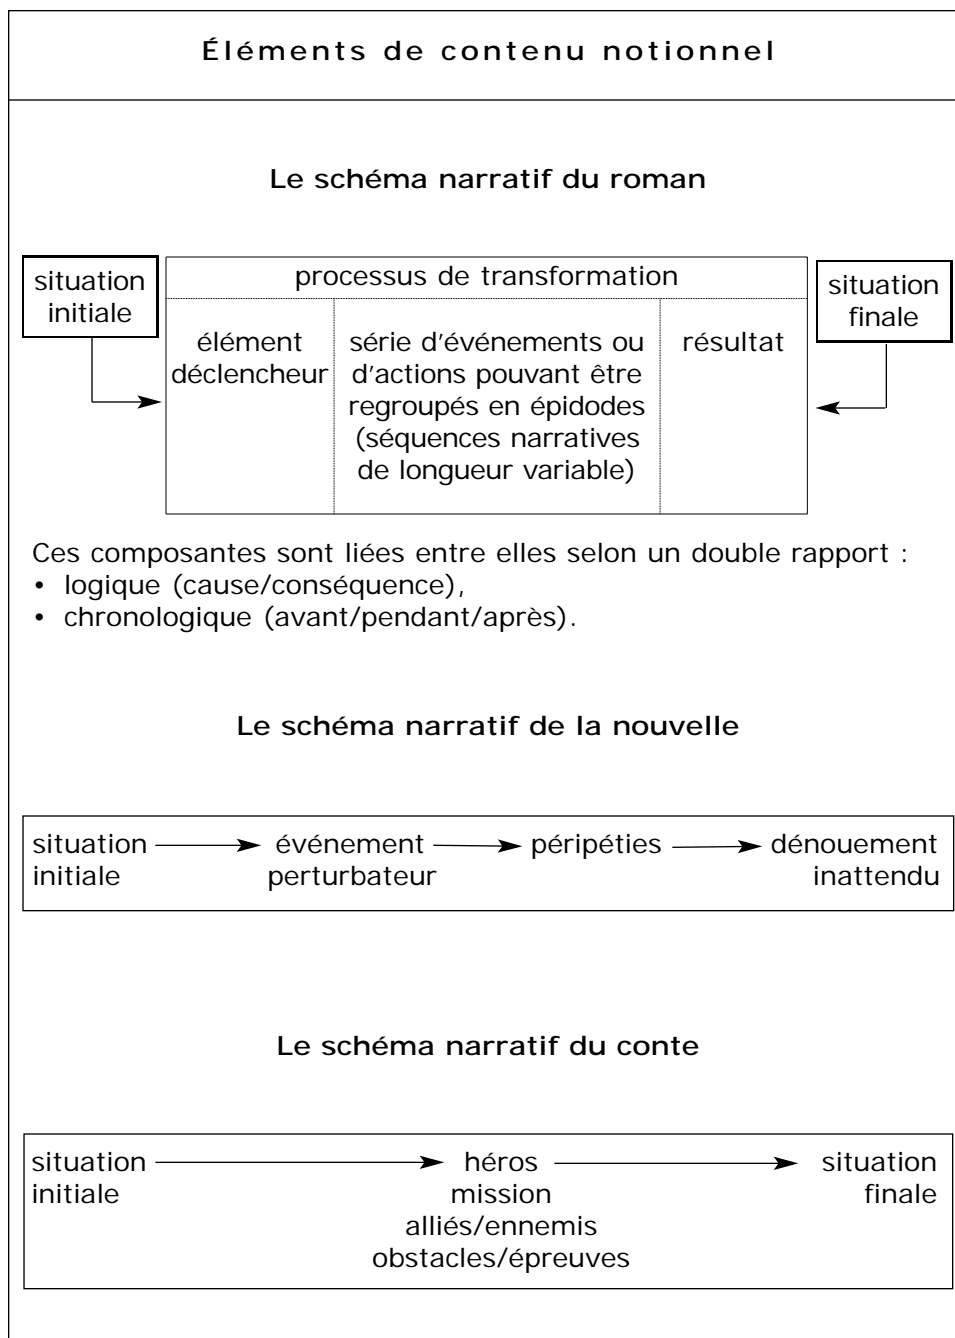 Éléments de contenu notionnel
Le schéma narratif du roman
situation
initiale
processus de transformation
élément
déclencheur
série d'événements ou
d'actions pouvant être
regroupés en épidodes
(séquences narratives
de longueur variable)
résultat
situation
finale
Ces composantes sont liées entre elles selon un double rapport :
• logique (cause/conséquence),
• chronologique (avant/pendant/après).
Le schéma narratif de la nouvelle
situation
initiale
événement
perturbateur
péripéties
dénouement
inattendu
Le schéma narratif du conte
situation
initiale
héros
mission
alliés/ennemis
obstacles/épreuves
situation
finale